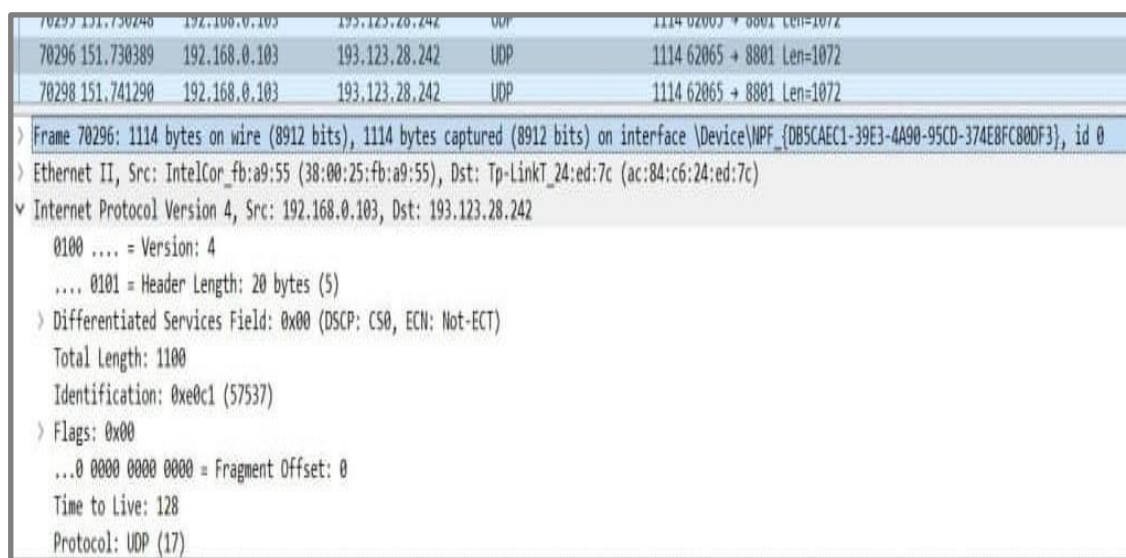 70296 151.730389 192.168.0.103 193.123.28.242 UDP 1114 62065 → 8801 Len=1072
70298 151.741290 192.168.0.103 193.123.28.242 UDP 1114 62065 → 8801 Len=1072
> Frame 70296: 1114 bytes on wire (8912 bits), 1114 bytes captured (8912 bits) on interface \Device\NPF_{DB5CAEC1-39E3-4A90-95CD-374E8FC80DF3}, id 0
> Ethernet II, Src: IntelCor_fb:a9:55 (38:00:25:fb:a9:55), Dst: Tp-LinkT_24:ed:7c (ac:84:c6:24:ed:7c)
v Internet Protocol Version 4, Src: 192.168.0.103, Dst: 193.123.28.242
0100 .... = Version: 4
.... 0101 = Header Length: 20 bytes (5)
> Differentiated Services Field: 0x00 (DSCP: CS0, ECN: Not-ECT)
Total Length: 1100
Identification: 0xe0c1 (57537)
> Flags: 0x00
...0 0000 0000 0000 = Fragment Offset: 0
Time to Live: 128
Protocol: UDP (17)